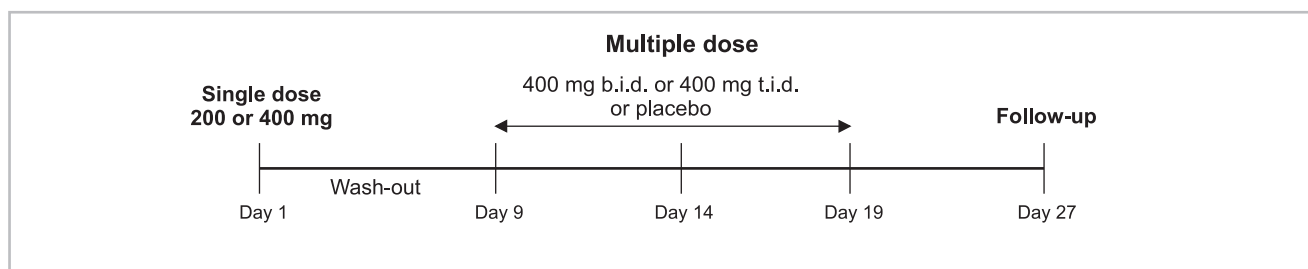 Multiple dose
400 mg b.i.d. or 400 mg t.i.d.
or placebo
Single dose
200 or 400 mg
Follow-up
Wash-out
Day 1
Day 9
Day 14
Day 19
Day 27